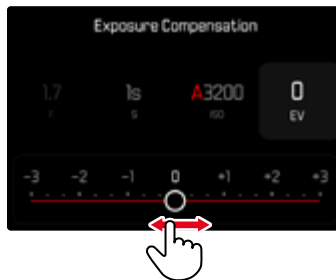 Exposure Compensation
1.7 1s A3200 0
F S ISO EV
-3 -2 -1 0 +1 +2 +3